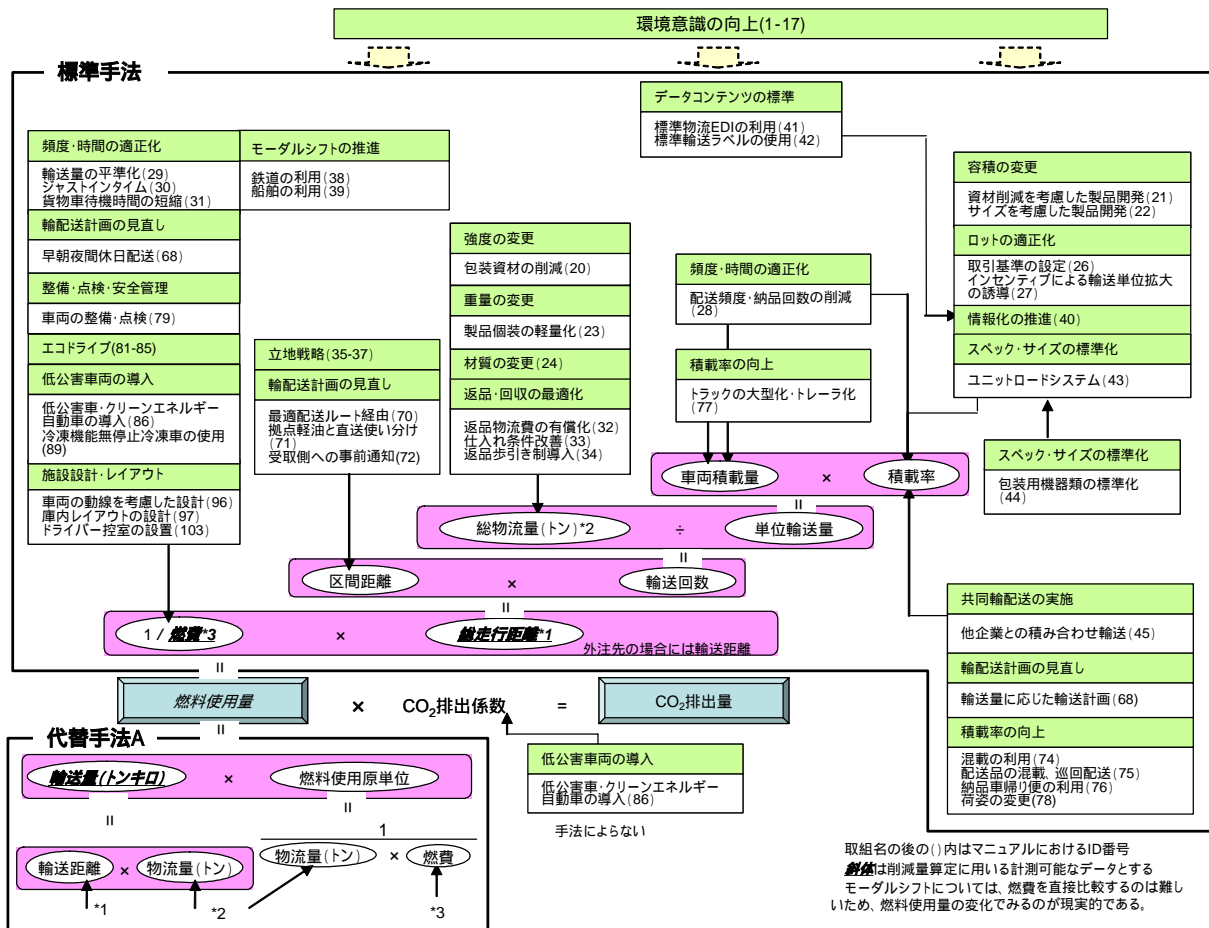 環境意識の向上(1-17)
標準手法
データコンテンツの標準
標準物流EDIの利用(41)
標準輸送ラベルの使用(42)
頻度・時間の適正化
輸送量の平準化(29)
ジャストインタイム(30)
貨物車待機時間の短縮(31)
輸配送計画の見直し
早朝夜間休日配送(68)
整備・点検・安全管理
車両の整備・点検(79)
エコドライブ(81-85)
低公害車両の導入
低公害車・クリーンエネルギー
自動車の導入(86)
冷凍機能無停止冷凍車の使用
(89)
施設設計・レイアウト
車両の動線を考慮した設計(96)
庫内レイアウトの設計(97)
ドライバー控室の設置(103)
モーダルシフトの推進
鉄道の利用(38)
船舶の利用(39)
立地戦略(35-37)
輸配送計画の見直し
最適配送ルート経由(70)
拠点軽油と直送使い分け
(71)
受取側への事前通知(72)
強度の変更
包装資材の削減(20)
重量の変更
製品個装の軽量化(23)
材質の変更(24)
返品・回収の最適化
返品物流費の有償化(32)
仕入れ条件改善(33)
返品歩引き制導入(34)
頻度・時間の適正化
配送頻度・納品回数の削減
(28)
積載率の向上
トラックの大型化・トレーラ化
(77)
容積の変更
資材削減を考慮した製品開発(21)
サイズを考慮した製品開発(22)
ロットの適正化
取引基準の設定(26)
インセンティブによる輸送単位拡大
の誘導(27)
情報化の推進(40)
スペック・サイズの標準化
ユニットロードシステム(43)
スペック・サイズの標準化
包装用機器類の標準化
(44)
車両積載量 × 積載率
=
総物流量(トン)*2 ÷ 単位輸送量
=
区間距離 × 輸送回数
=
1/燃費*3 × 総走行距離*1
外注先の場合には輸送距離
=
燃料使用量 × CO2排出係数 = CO2排出量
=
共同輸配送の実施
他企業との積み合わせ輸送(45)
輸配送計画の見直し
輸送量に応じた輸送計画(68)
積載率の向上
混載の利用(74)
配送品の混載、巡回配送(75)
納品車帰り便の利用(76)
荷姿の変更(78)
低公害車両の導入
低公害車・クリーンエネルギー
自動車の導入(86)
手法によらない
代替手法A
輸送量(トンキロ) × 燃料使用原単位
= =
1
輸送距離 × 物流量(トン)
物流量(トン) × 燃費
*1 *2 *3
取組名の後の()内はマニュアルにおけるID番号
斜体は削減量算定に用いる計測可能なデータとする
モーダルシフトについては、燃費を直接比較するのは難し
いため、燃料使用量の変化でみるのが現実的である。